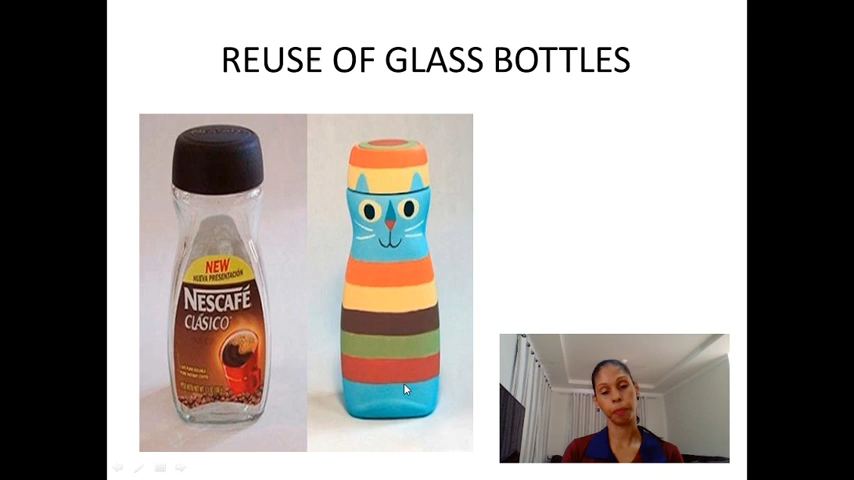 REUSE OF GLASS BOTTLES
NEW
NUEVA PRESENTACIÓN
NESCAFÉ
CLÁSICO